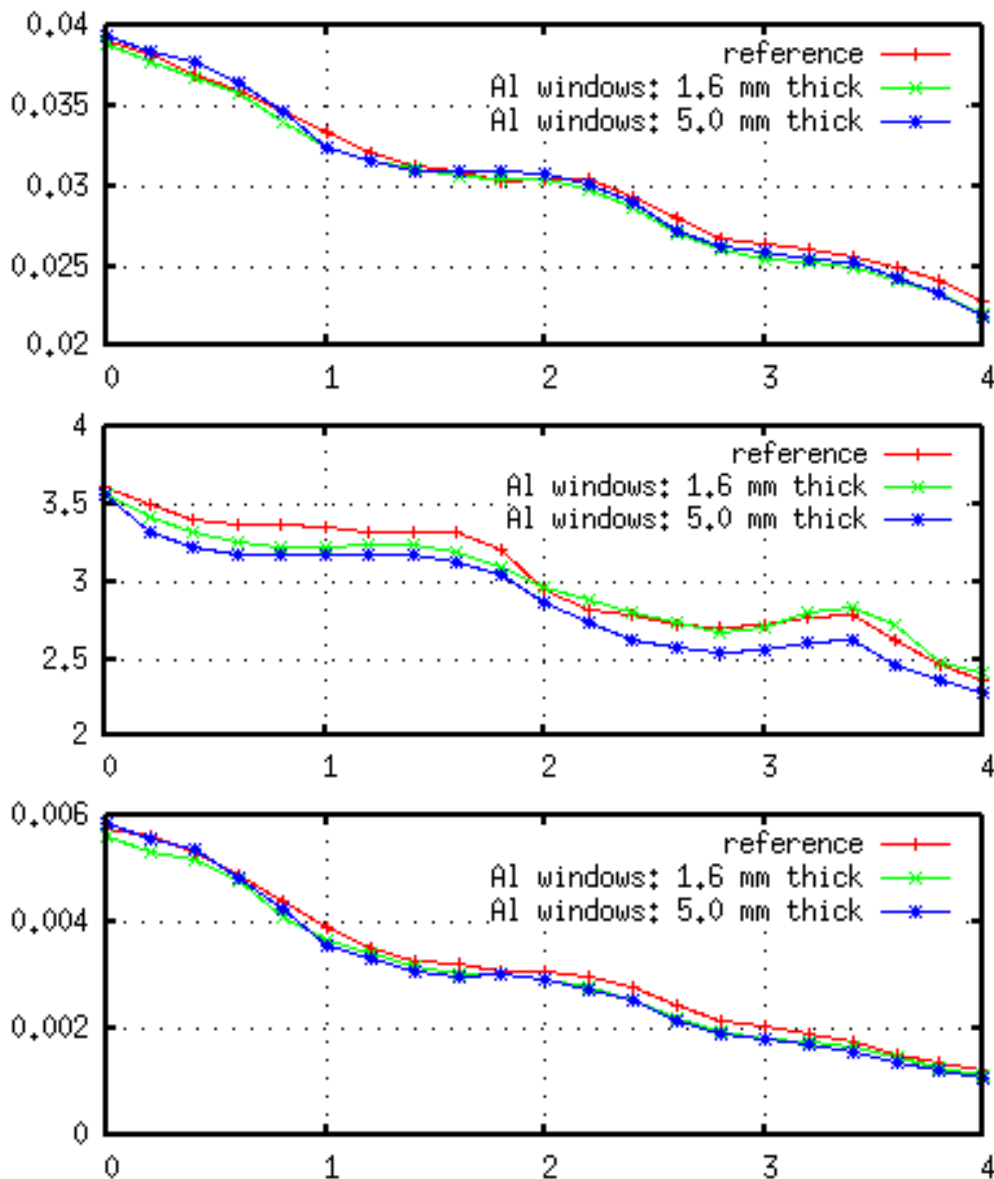 0.04
reference
Al windows: 1.6 mm thick
0.035
Al windows: 5.0 mm thick
0.03
0.025
0.02
0 1 2 3 4
4
reference
Al windows: 1.6 mm thick
3.5
Al windows: 5.0 mm thick
3
2.5
2
0 1 2 3 4
0.006
reference
Al windows: 1.6 mm thick
Al windows: 5.0 mm thick
0.004
0.002
0
0 1 2 3 4